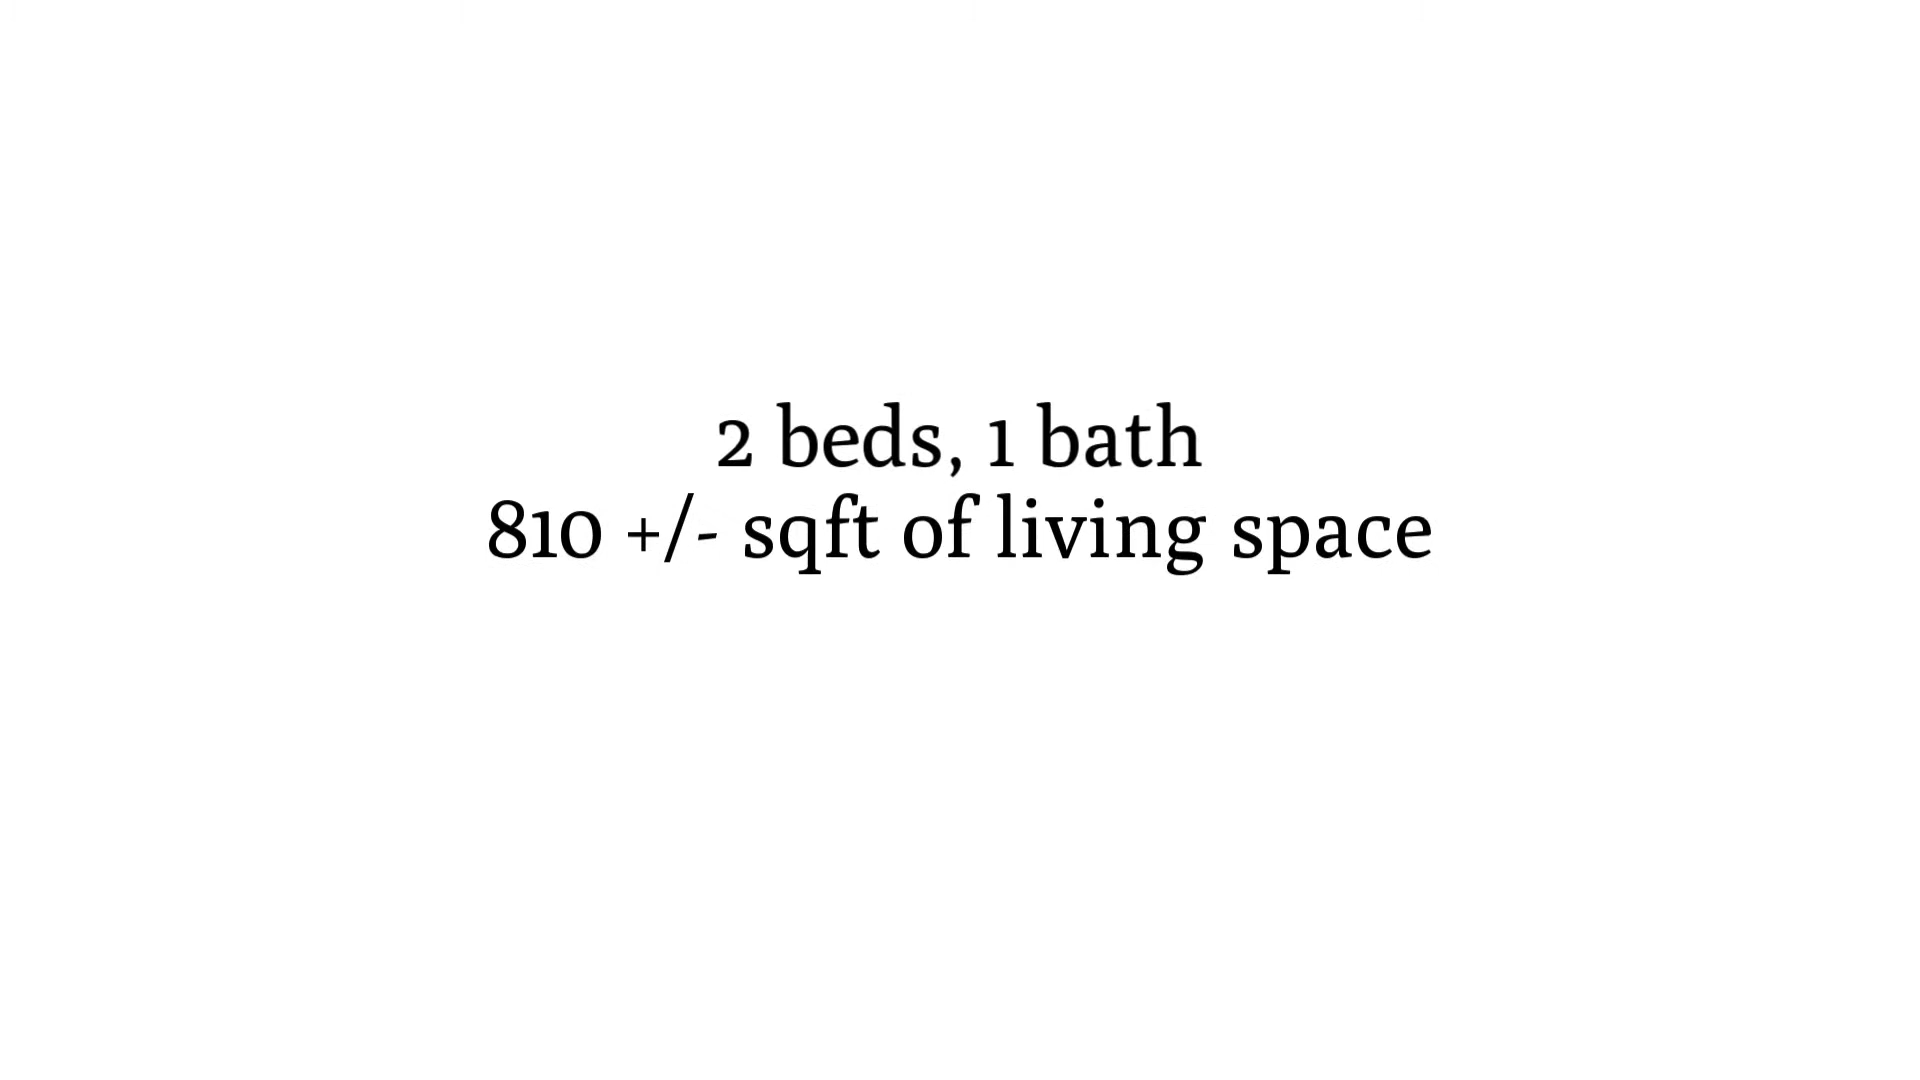 2 beds, 1 bath
810 +/- sqft of living space